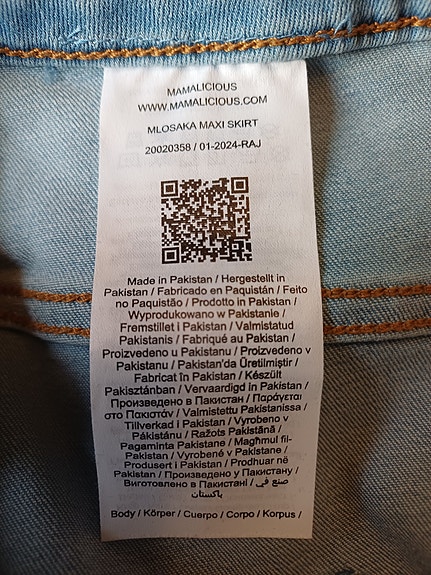 MAMALICIOUS
WWW.MAMALICIOUS.COM
MLOSAKA MAXI SKIRT
20020358 / 01-2024-RAJ
Made in Pakistan / Hergestellt in
Pakistan / Fabricado en Paquistán / Feito
no Paquistão / Prodotto in Pakistan /
Wyprodukowano w Pakistanie /
Fremstillet i Pakistan / Valmistatud
Pakistanis / Fabriqué au Pakistan /
Proizvedeno u Pakistanu / Proizvedeno v
Pakistanu / Pakistan'da Üretilmiştir /
Fabricat în Pakistan / Készült
Pakisztánban / Vervaardigd in Pakistan /
Произведено в Пакистан / Παράγεται
στο Πακιστάν / Valmistettu Pakistanissa /
Tillverkad i Pakistan / Vyrobeno v
Pákistánu / Ražots Pakistānā /
Pagaminta Pakistane / Magħmul fil-
Pakistan / Vyrobené v Pakistane /
Produsert i Pakistan / Prodhuar në
Pakistan / Произведено у Пакистану /
Виготовлено в Пакистані / صنع في
باكستان
Body / Körper / Cuerpo / Corpo / Korpus /